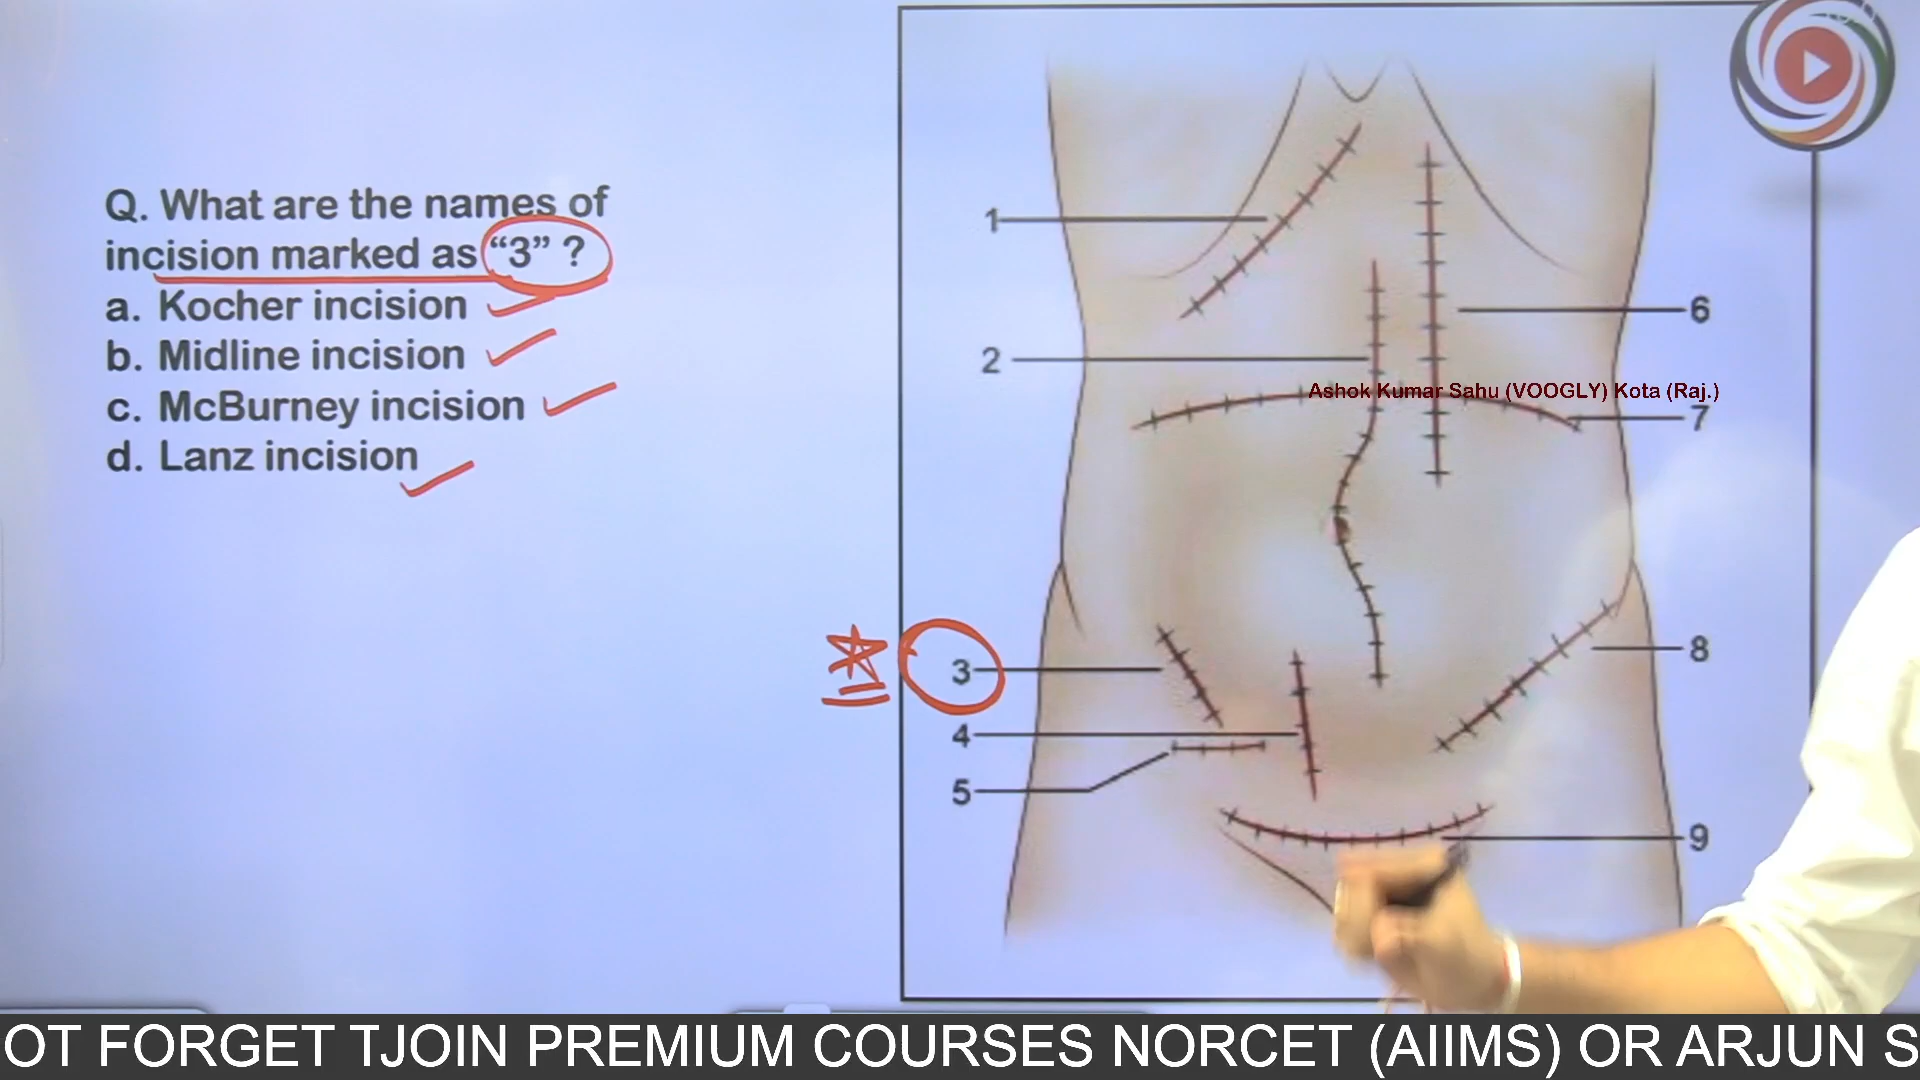 Q. What are the names of
incision marked as “3” ?
a. Kocher incision
b. Midline incision
c. McBurney incision
d. Lanz incision
1
2
3
4
5
6
Ashok Kumar Sahu (VOOGLY) Kota (Raj.)
7
8
9
OT FORGET TJOIN PREMIUM COURSES NORCET (AIIMS) OR ARJUN S